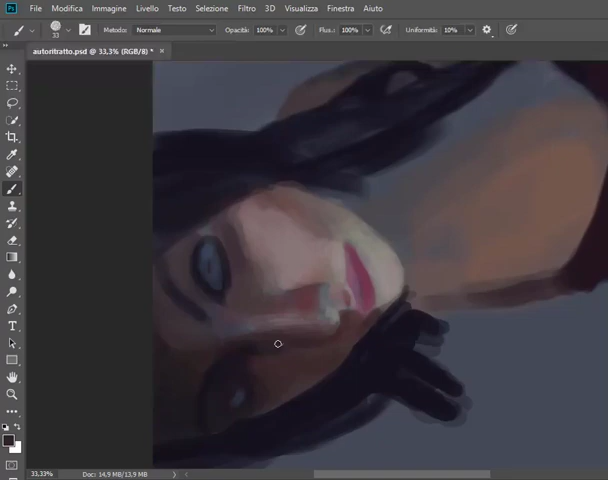 Ps File Modifica Immagine Livello Testo Selezione Filtro 3D Visualizza Finestra Aiuto
33 Metodo: Normale Opacità: 100% Flus.: 100% Uniformità: 10%
autoritratto.psd @ 33,3% (RGB/8) *
33,33% Doc: 14,9 MB/13,9 MB